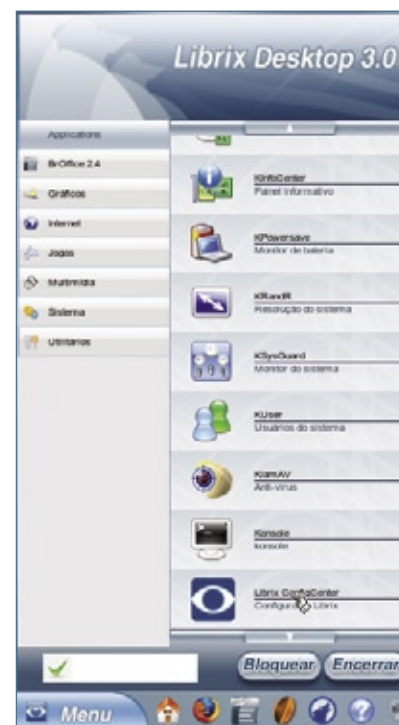 Librix Desktop 3.0
Applications
BrOffice 2.4
Gráficos
Internet
Jogos
Multimídia
Sistema
Utilitários
KInfoCenter
Painel informativo
KPowersave
Monitor de bateria
KRandR
Resolução do sistema
KSysGuard
Monitor do sistema
KUser
Usuários do sistema
KlamAV
Anti-vírus
Konsole
konsole
Librix ConfigCenter
Librix
Bloquear
Encerrar
Menu